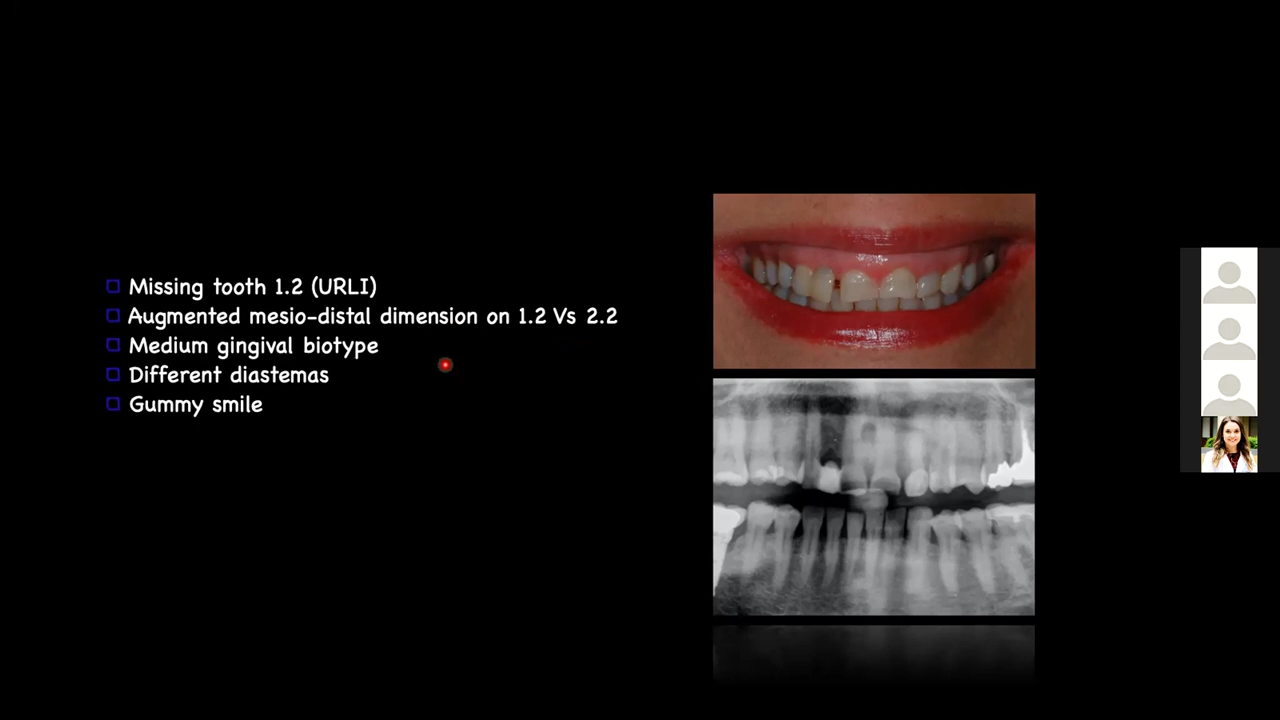 Missing tooth 1.2 (URLI)
Augmented mesio-distal dimension on 1.2 Vs 2.2
Medium gingival biotype
Different diastemas
Gummy smile